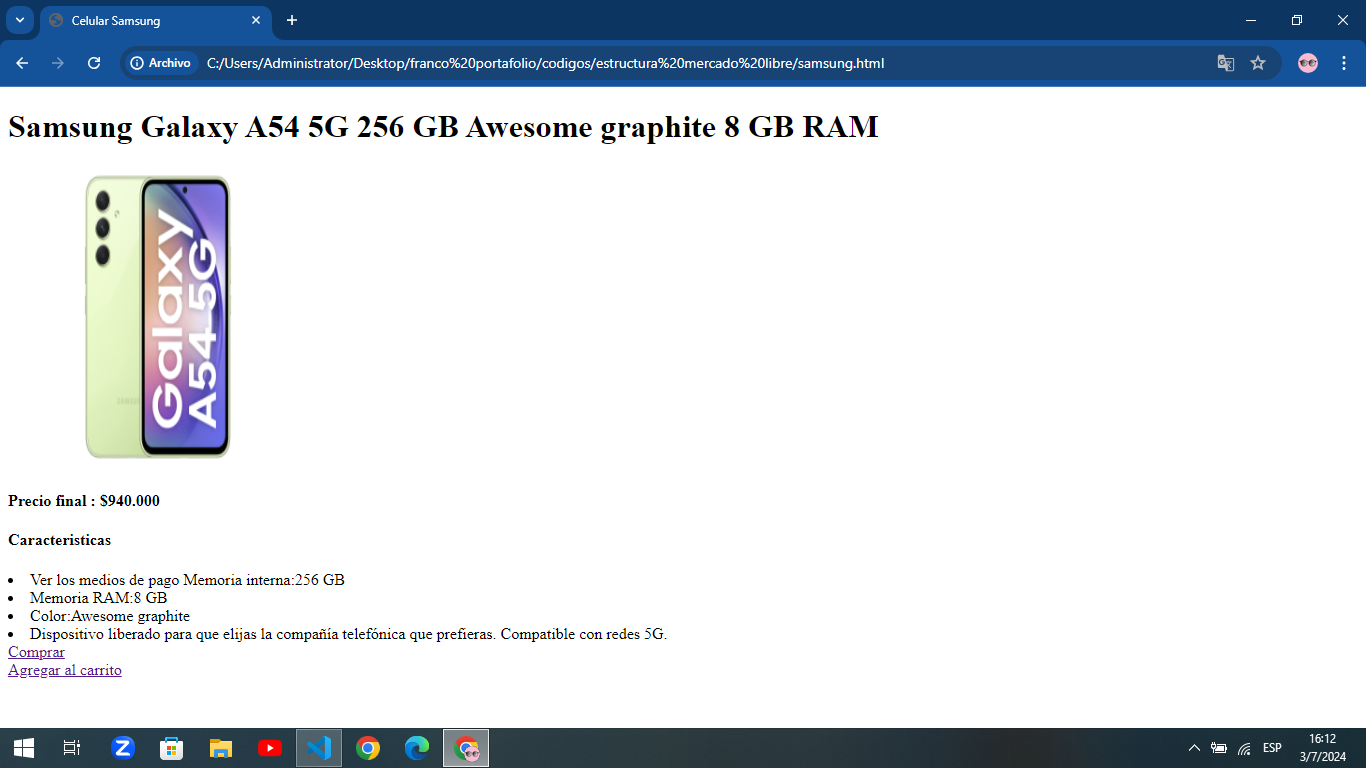 Celular Samsung
Archivo
C:/Users/Administrator/Desktop/franco%20portafolio/codigos/estructura%20mercado%20libre/samsung.html
Samsung Galaxy A54 5G 256 GB Awesome graphite 8 GB RAM
Galaxy
A54 5G
SAMSUNG
Precio final : $940.000
Caracteristicas
Ver los medios de pago Memoria interna:256 GB
Memoria RAM:8 GB
Color:Awesome graphite
Dispositivo liberado para que elijas la compañía telefónica que prefieras. Compatible con redes 5G.
Comprar
Agregar al carrito
ESP
16:12
3/7/2024